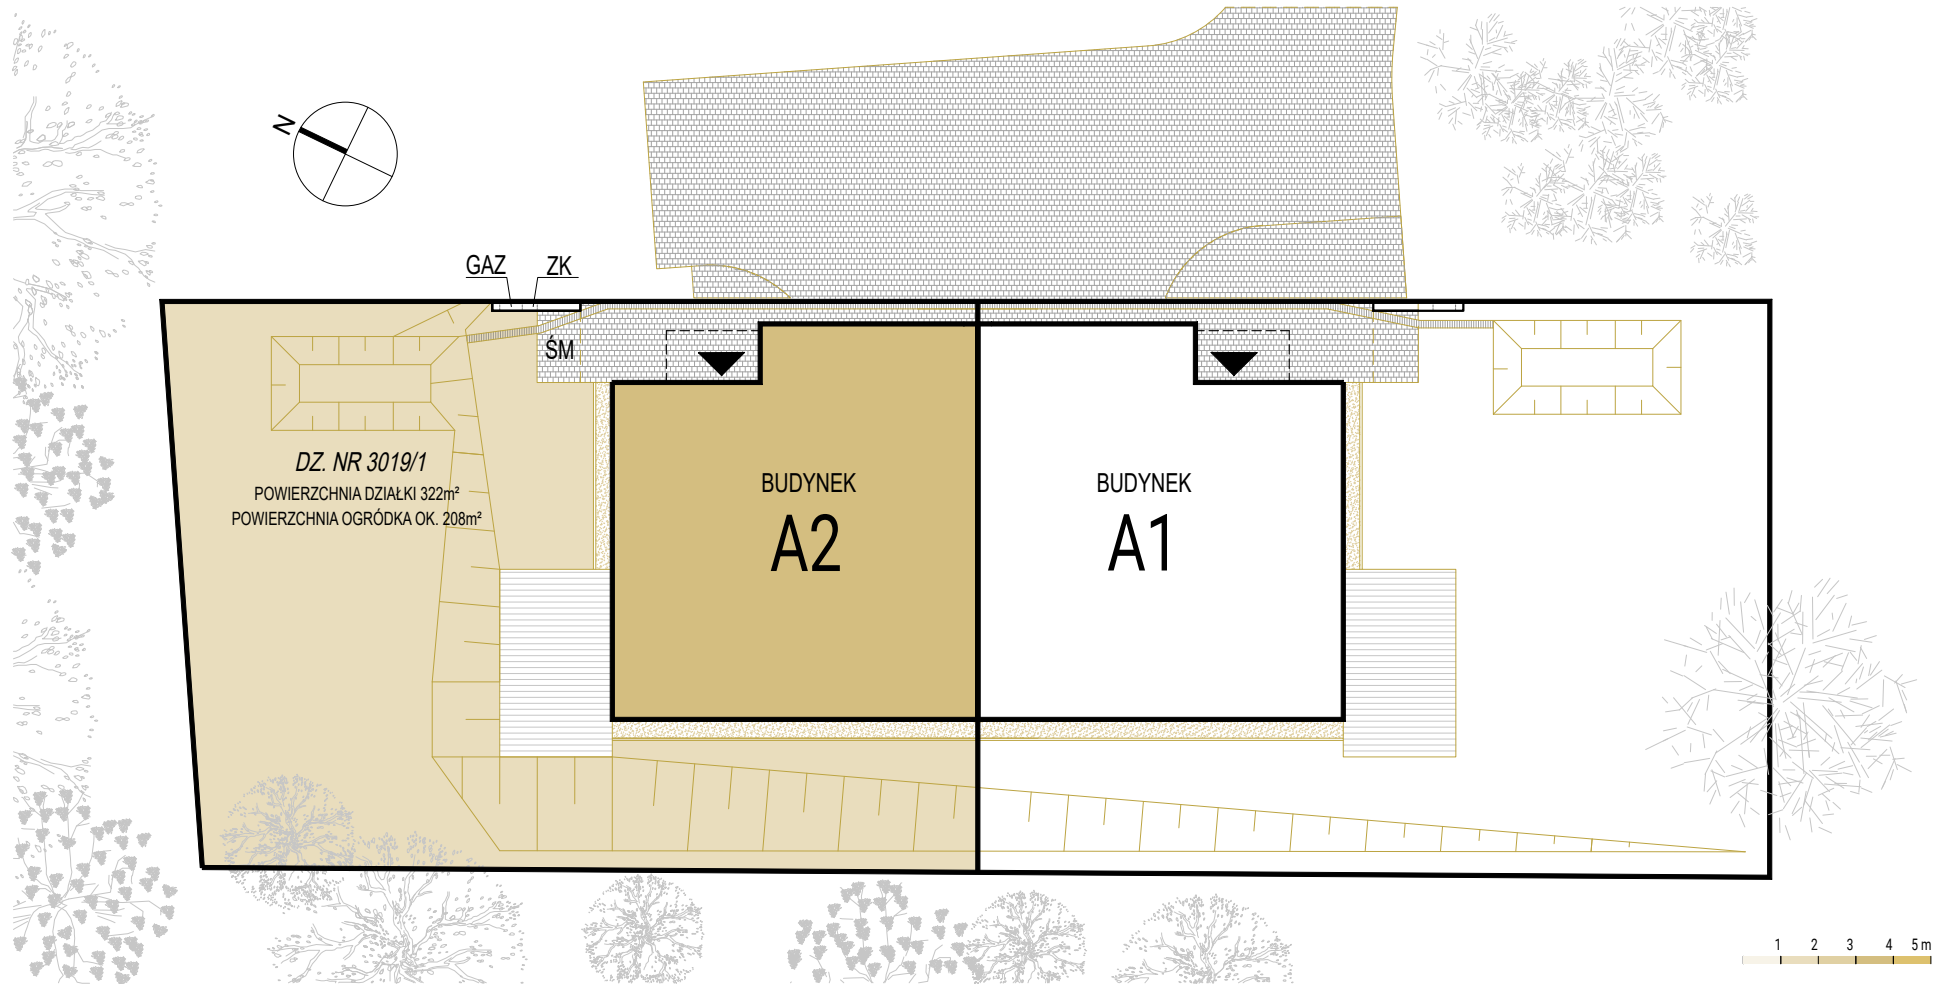 N
GAZ ZK
ŚM
DZ. NR 3019/1
POWIERZCHNIA DZIAŁKI 322m²
POWIERZCHNIA OGRÓDKA OK. 208m²
BUDYNEK
A2
BUDYNEK
A1
1 2 3 4 5 m